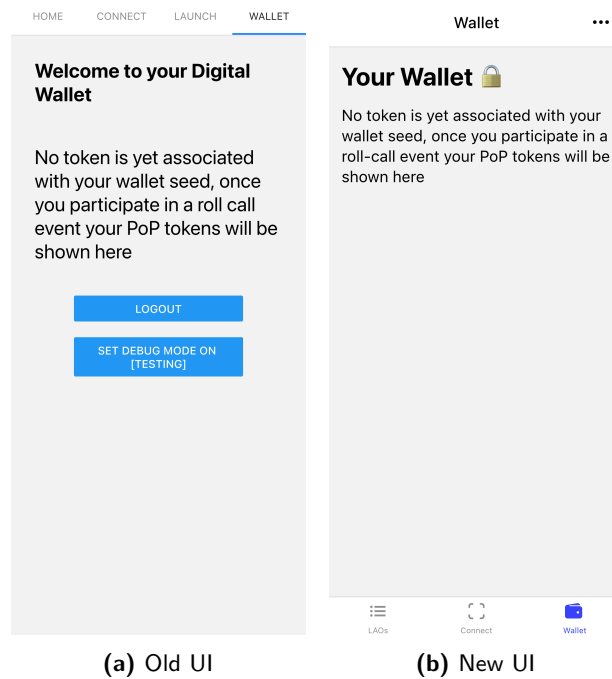 HOME CONNECT LAUNCH WALLET
Welcome to your Digital
Wallet
No token is yet associated
with your wallet seed, once
you participate in a roll call
event your PoP tokens will be
shown here
LOGOUT
SET DEBUG MODE ON
[TESTING]
(a) Old UI
Wallet
Your Wallet 🔒
No token is yet associated with your
wallet seed, once you participate in a
roll-call event your PoP tokens will be
shown here
LAOs Connect Wallet
(b) New UI